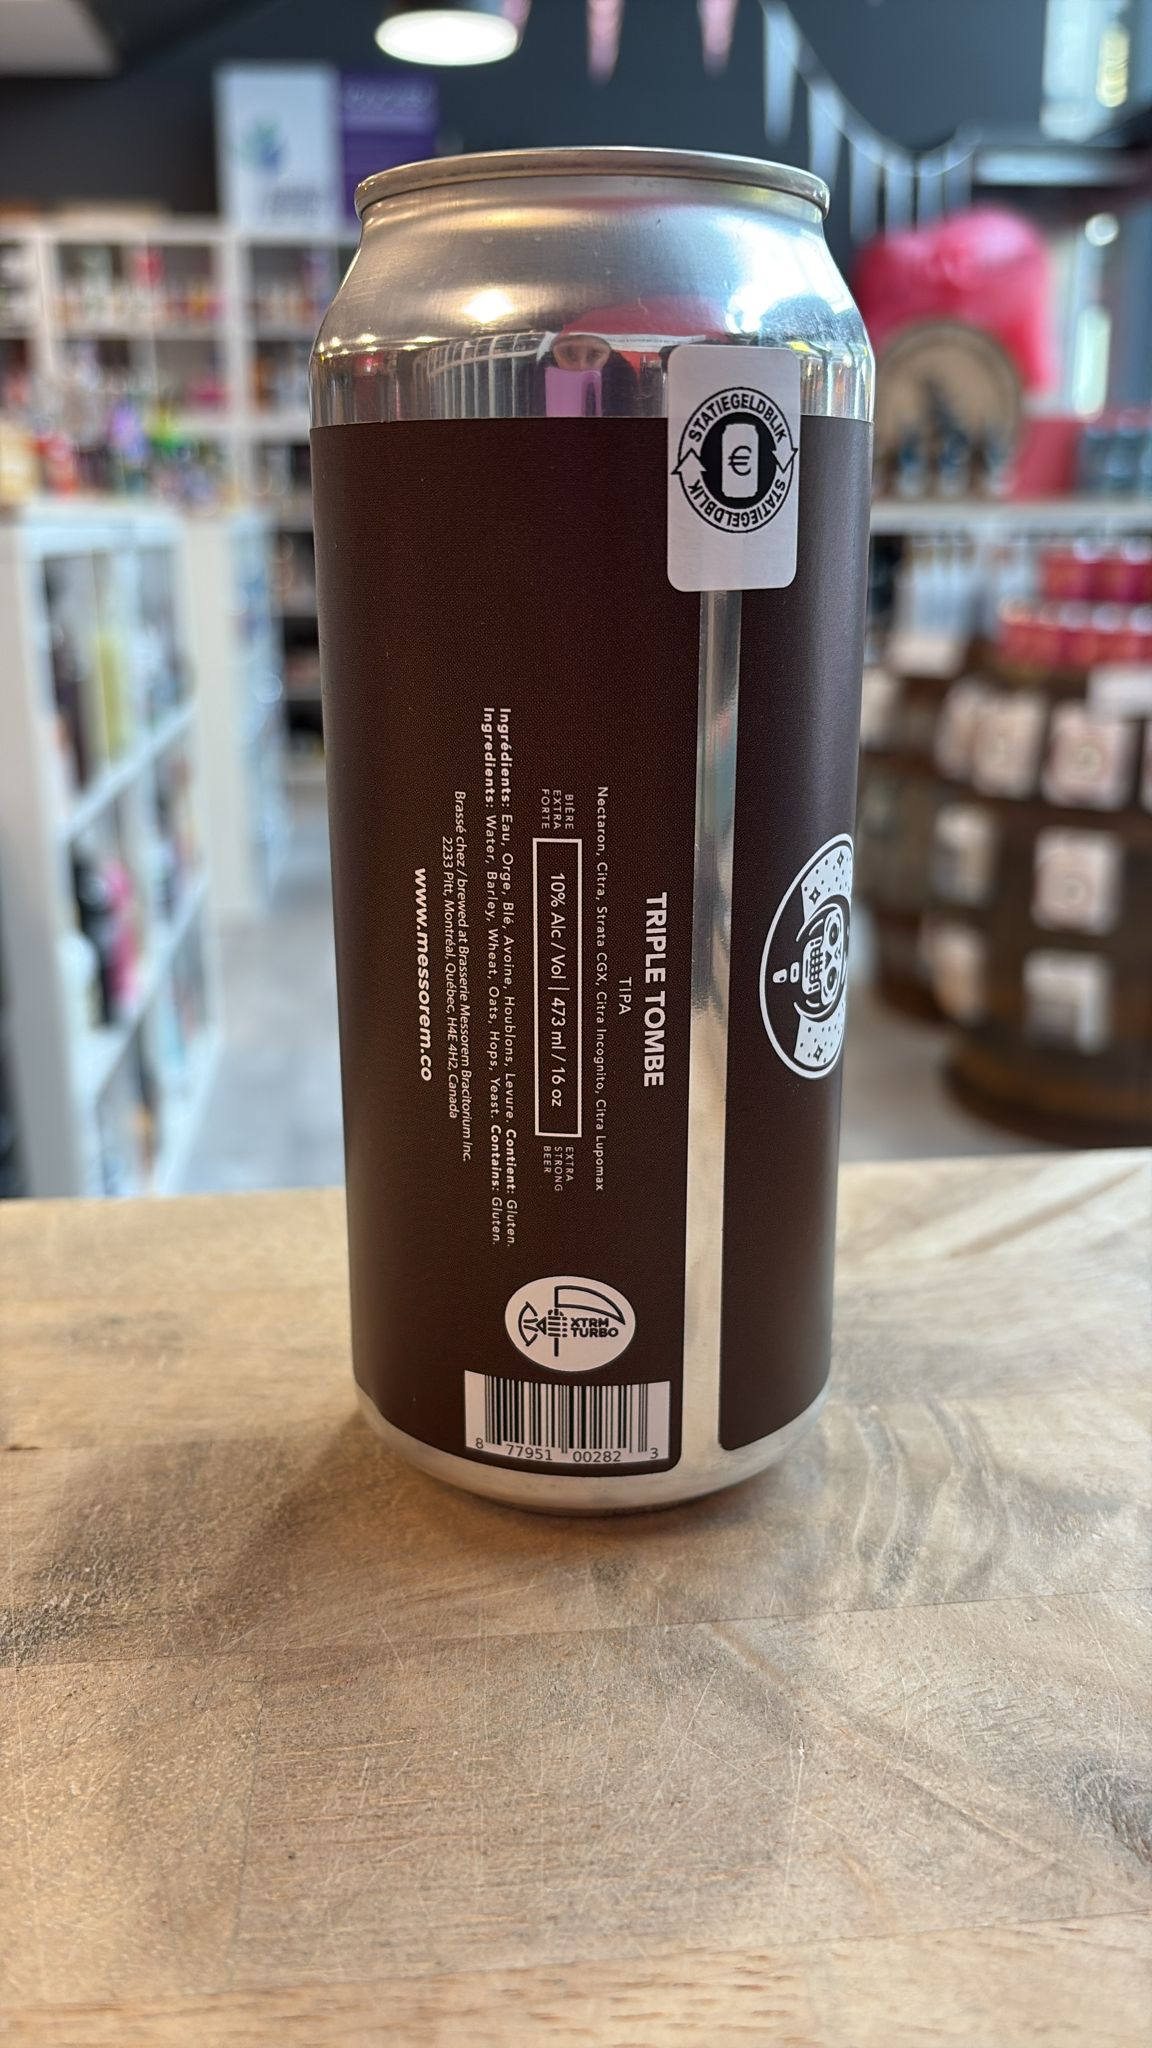 STATIEGELDBLIK
STATIEGELDBLIK
€
TRIPLE TOMBE
TIPA
Nectaron, Citra, Strata CGX, Citra Incognito, Citra Lupomax
BIÈRE
EXTRA
FORTE
10% Alc / Vol | 473 ml / 16 oz
EXTRA
STRONG
BEER
Ingrédients: Eau, Orge, Blé, Avoine, Houblons, Levure. Contient: Gluten.
Ingredients: Water, Barley, Wheat, Oats, Hops, Yeast. Contains: Gluten.
Brassé chez / brewed at Brasserie Messorem Bracitorium Inc.
2233 Pitt, Montréal, Québec, H4E 4H2, Canada
www.messorem.co
XTRM
TURBO
8 77951 00282 3